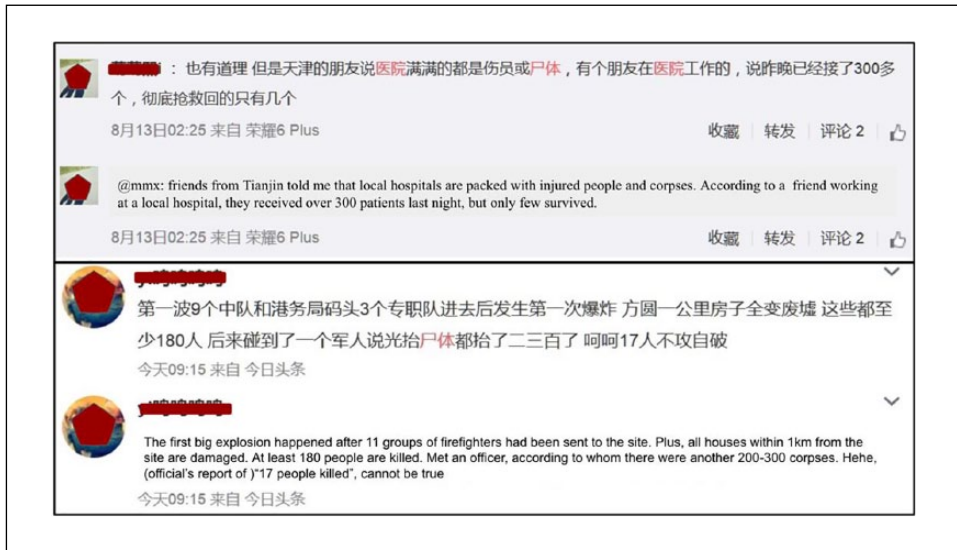 ： 也有道理 但是天津的朋友说医院满满的都是伤员或尸体，有个朋友在医院工作的，说昨晚已经接了300多
个，彻底抢救回的只有几个
8月13日02:25 来自 荣耀6 Plus 收藏 转发 评论 2
@mmx: friends from Tianjin told me that local hospitals are packed with injured people and corpses. According to a friend working
at a local hospital, they received over 300 patients last night, but only few survived.
8月13日02:25 来自 荣耀6 Plus 收藏 转发 评论 2
第一波9个中队和港务局码头3个专职队进去后发生第一次爆炸 方圆一公里房子全变废墟 这些都至
少180人 后来碰到了一个军人说光抬尸体都抬了二三百了 呵呵17人不攻自破
今天09:15 来自 今日头条
The first big explosion happened after 11 groups of firefighters had been sent to the site. Plus, all houses within 1km from the
site are damaged. At least 180 people are killed. Met an officer, according to whom there were another 200-300 corpses. Hehe,
(official's report of )“17 people killed”, cannot be true
今天09:15 来自 今日头条